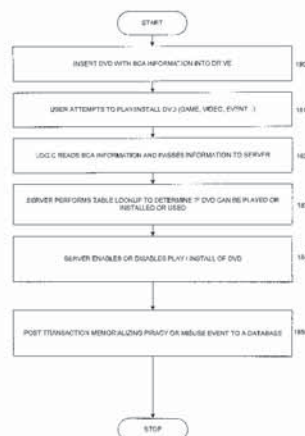 START
INSERT DVD WITH BCA INFORMATION INTO DRIVE
USER ATTEMPTS TO PLAY/INSTALL DVD (GAME, VIDEO, EVENT...)
READS BCA INFORMATION AND PASSES INFORMATION TO SERVER
SERVER PERFORMS TABLE LOOKUP TO DETERMINE IF DVD CAN BE PLAYED OR
INSTALLED OR USED
SERVER ENABLES OR DISABLES PLAY / INSTALL OF DVD
POST TRANSACTION MEMORIALIZING PIRACY OR MISUSE EVENT TO A DATABASE
STOP